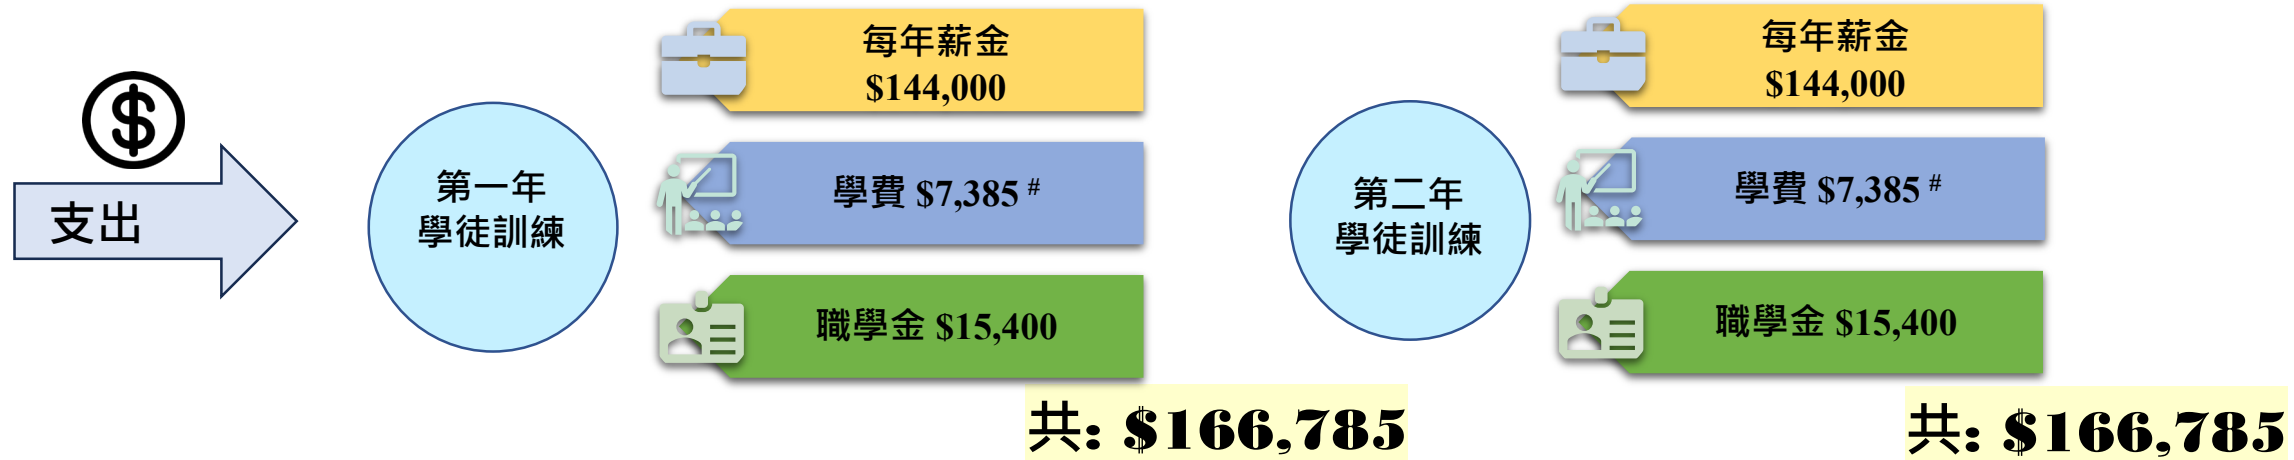 支出
第一年
學徒訓練
每年薪金
$144,000
學費 $7,385 #
職學金 $15,400
共: $166,785
第二年
學徒訓練
每年薪金
$144,000
學費 $7,385 #
職學金 $15,400
共: $166,785